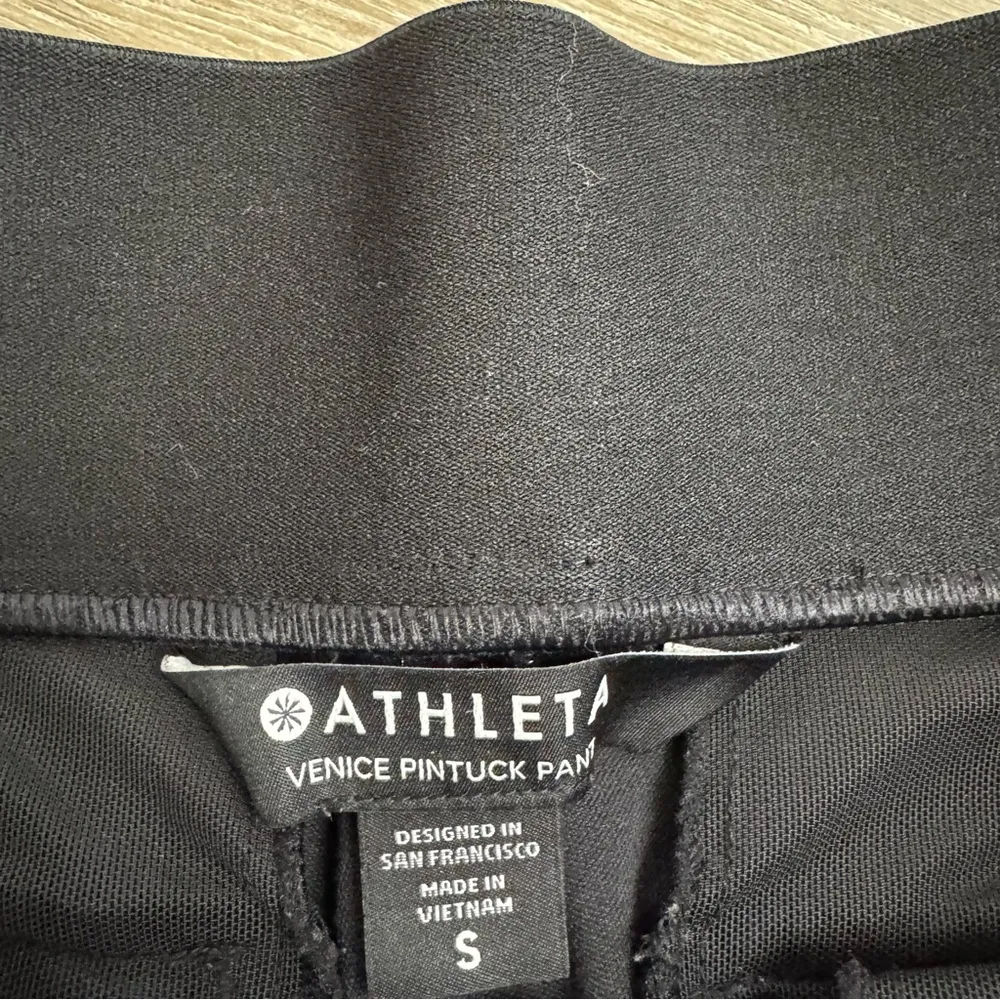 ATHLETA
VENICE PINTUCK PANT
DESIGNED IN
SAN FRANCISCO
MADE IN
VIETNAM
S